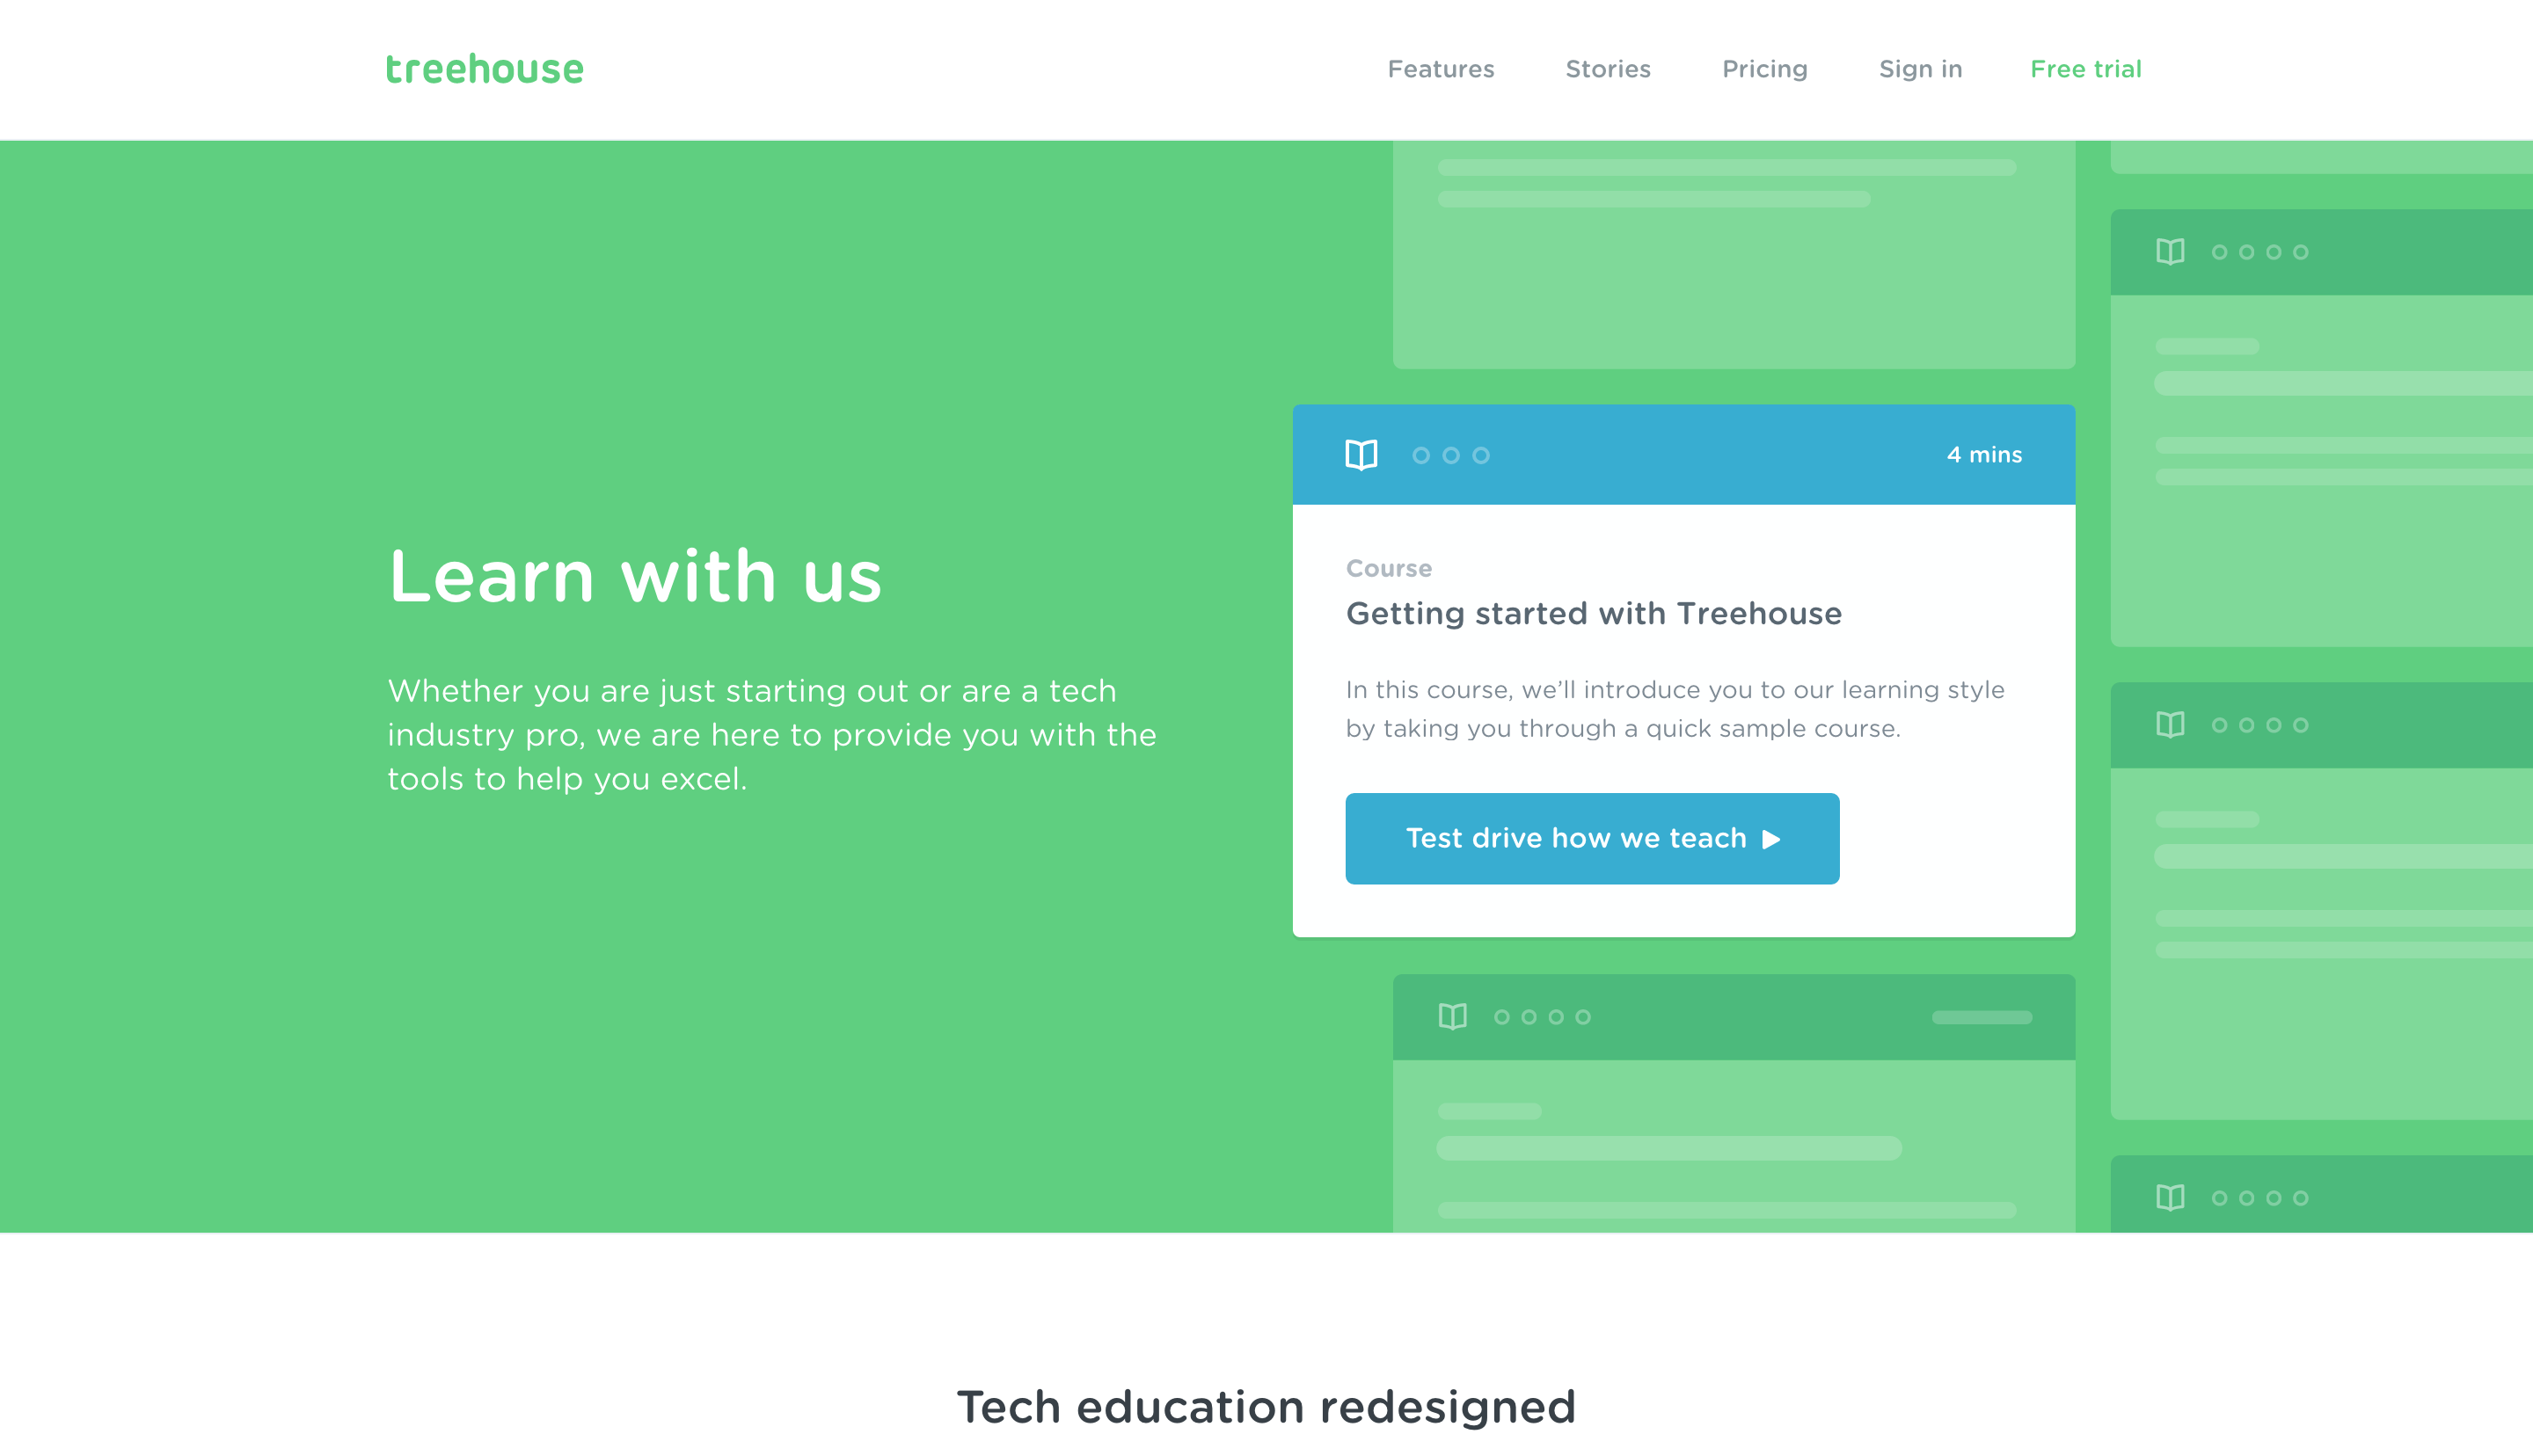 treehouse
Features
Stories
Pricing
Sign in
Free trial
Learn with us
Whether you are just starting out or are a tech
industry pro, we are here to provide you with the
tools to help you excel.
4 mins
Course
Getting started with Treehouse
In this course, we’ll introduce you to our learning style
by taking you through a quick sample course.
Test drive how we teach
Tech education redesigned